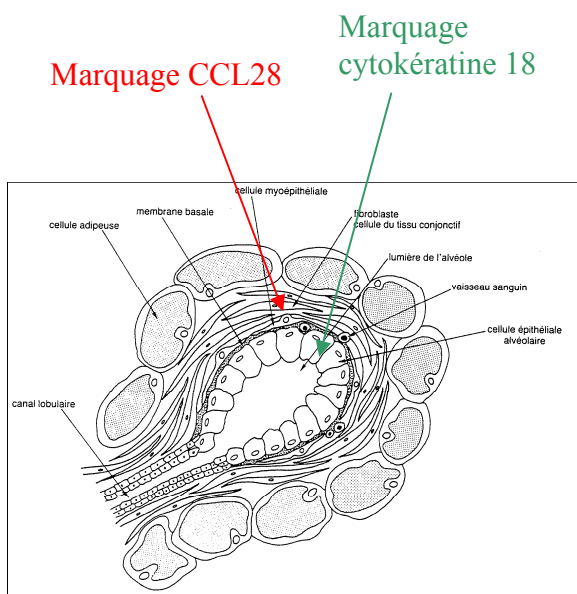 Marquage
cytokératine 18
Marquage CCL28
cellule myoépithéliale
membrane basale
fibroblaste
cellule du tissu conjonctif
cellule adipeuse
lumière de l'alvéole
vaisseau sanguin
cellule épithéliale
alvéolaire
canal lobulaire